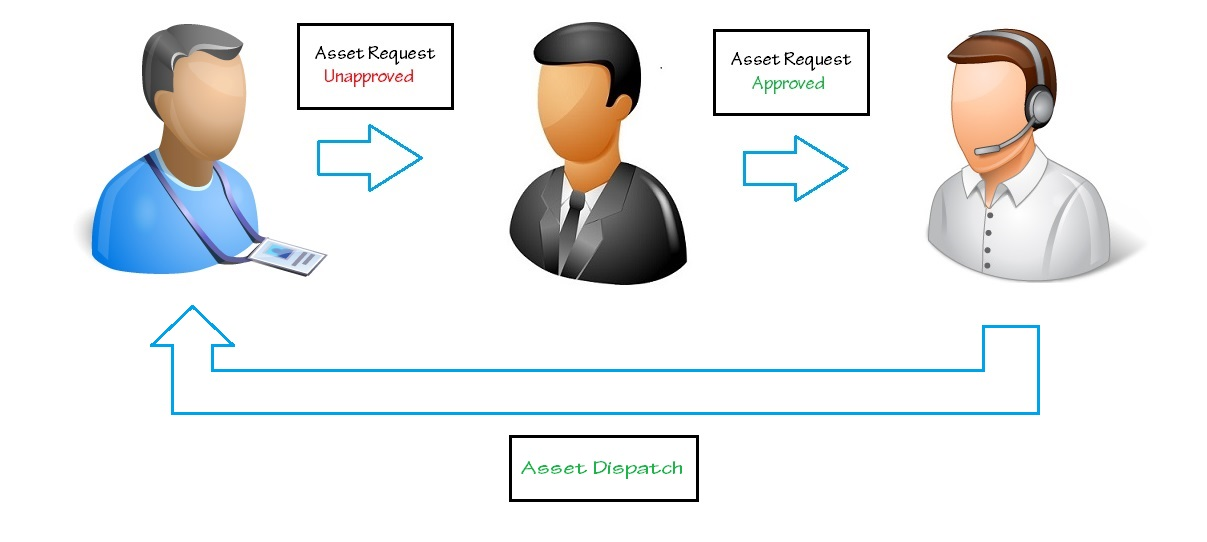 Asset Request
Unapproved
Asset Request
Approved
Asset Dispatch